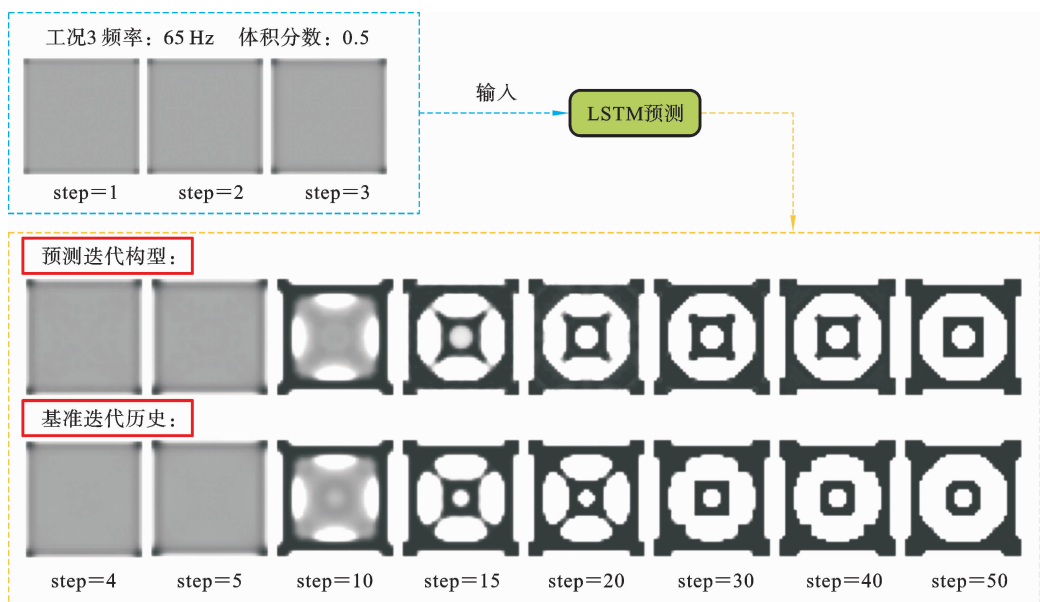 工况3 频率：65 Hz 体积分数：0.5
step=1 step=2 step=3
输入
LSTM预测
预测迭代构型：
基准迭代历史：
step=4 step=5 step=10 step=15 step=20 step=30 step=40 step=50